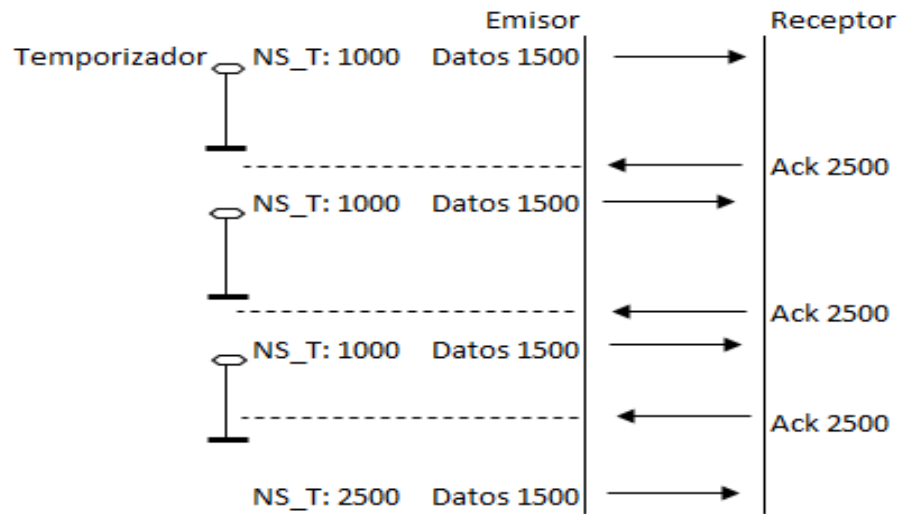 Emisor Receptor
Temporizador NS_T: 1000 Datos 1500
Ack 2500
NS_T: 1000 Datos 1500
Ack 2500
NS_T: 1000 Datos 1500
Ack 2500
NS_T: 2500 Datos 1500